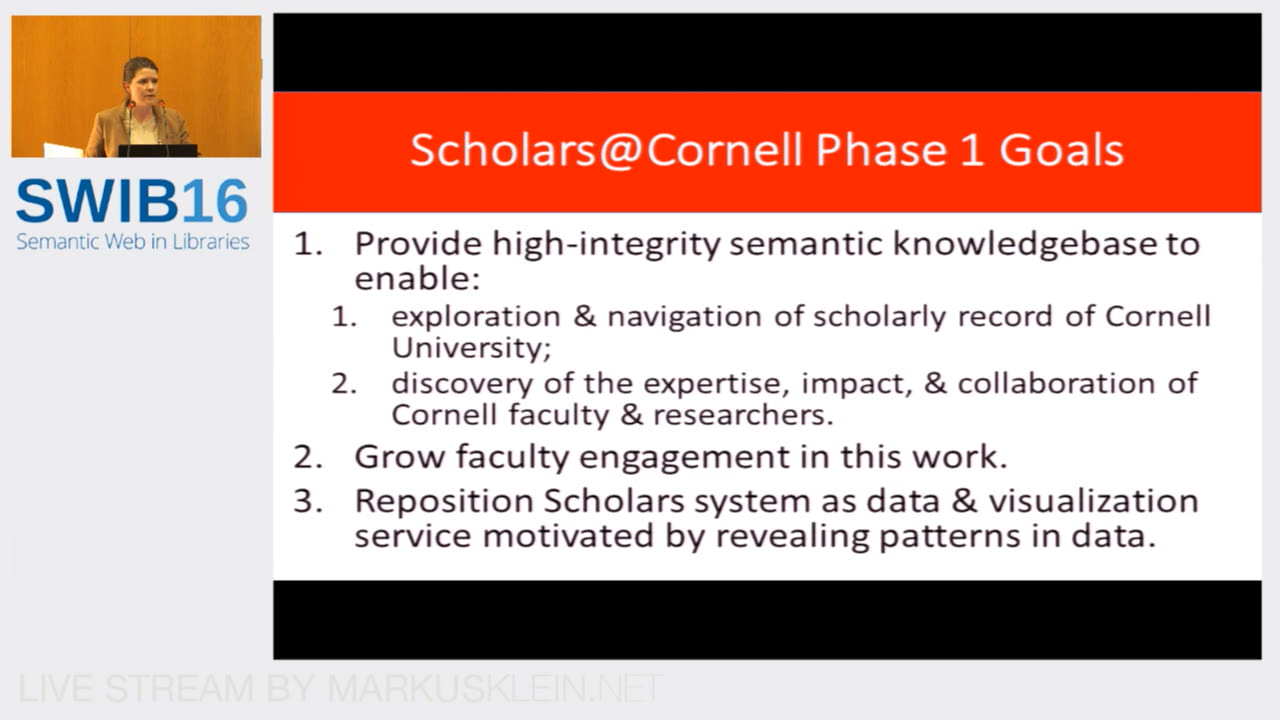 SWIB16
Semantic Web in Libraries
Scholars@Cornell Phase 1 Goals
1. Provide high-integrity semantic knowledgebase to
enable:
1. exploration & navigation of scholarly record of Cornell
University;
2. discovery of the expertise, impact, & collaboration of
Cornell faculty & researchers.
2. Grow faculty engagement in this work.
3. Reposition Scholars system as data & visualization
service motivated by revealing patterns in data.
LIVE STREAM BY MARKUSKLEIN.NET